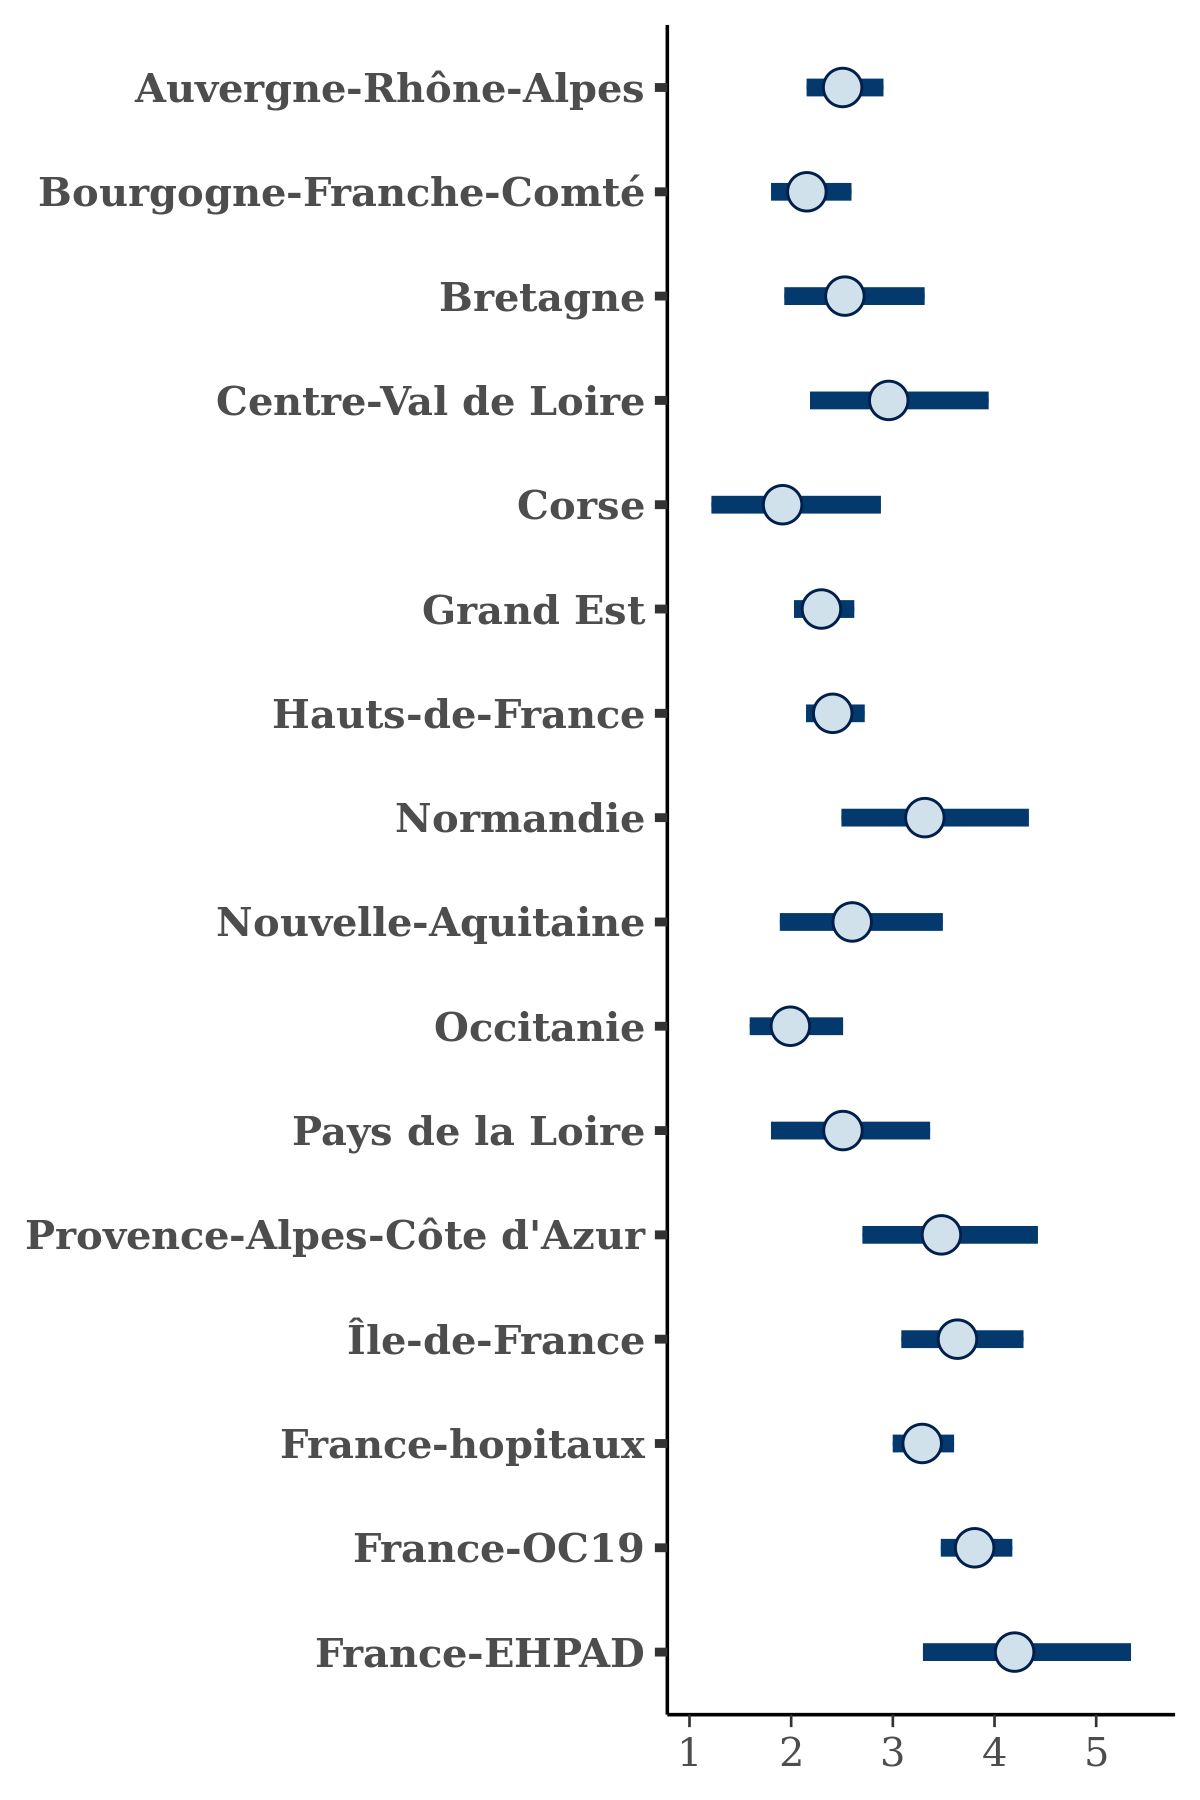 Auvergne-Rhône-Alpes
Bourgogne-Franche-Comté
Bretagne
Centre-Val de Loire
Corse
Grand Est
Hauts-de-France
Normandie
Nouvelle-Aquitaine
Occitanie
Pays de la Loire
Provence-Alpes-Côte d'Azur
Île-de-France
France-hopitaux
France-OC19
France-EHPAD
1 2 3 4 5